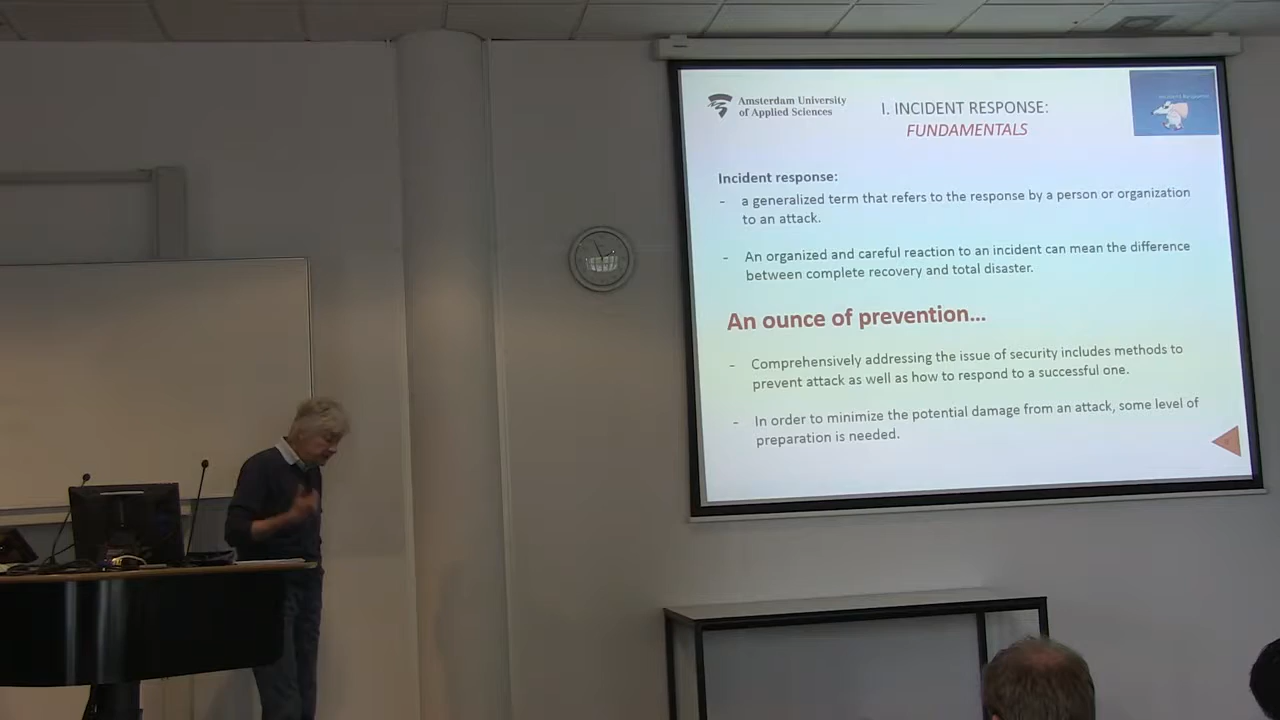 Amsterdam University
of Applied Sciences
I. INCIDENT RESPONSE:
FUNDAMENTALS
Incident response:
- a generalized term that refers to the response by a person or organization
to an attack.
- An organized and careful reaction to an incident can mean the difference
between complete recovery and total disaster.
An ounce of prevention...
- Comprehensively addressing the issue of security includes methods to
prevent attack as well as how to respond to a successful one.
- In order to minimize the potential damage from an attack, some level of
preparation is needed.